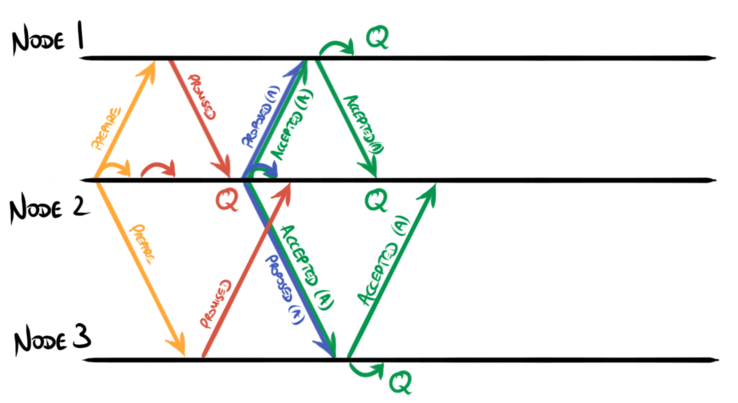 NODE 1
Q
PREPARE
PROMISED
PROPOSED (A)
ACCEPTED (A)
ACCEPTED (A)
NODE 2
Q
Q
PREPARE
PROMISED
ACCEPTED (A)
PROPOSED (A)
ACCEPTED (A)
NODE 3
Q